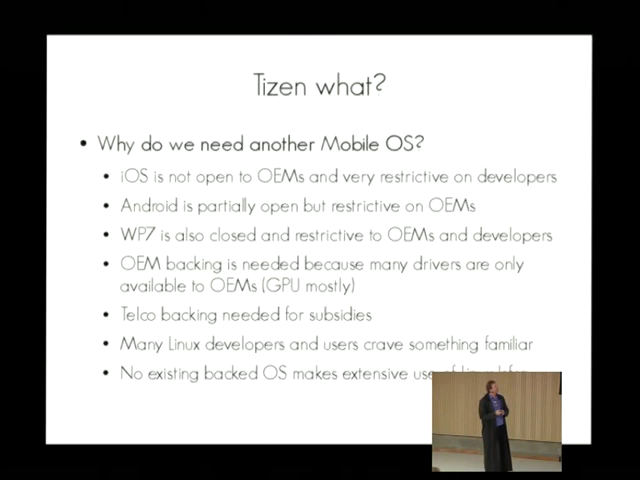 Tizen what?
• Why do we need another Mobile OS?
• iOS is not open to OEMs and very restrictive on developers
• Android is partially open but restrictive on OEMs
• WP7 is also closed and restrictive to OEMs and developers
• OEM backing is needed because many drivers are only
available to OEMs (GPU mostly)
• Telco backing needed for subsidies
• Many Linux developers and users crave something familiar
• No existing backed OS makes extensive use of